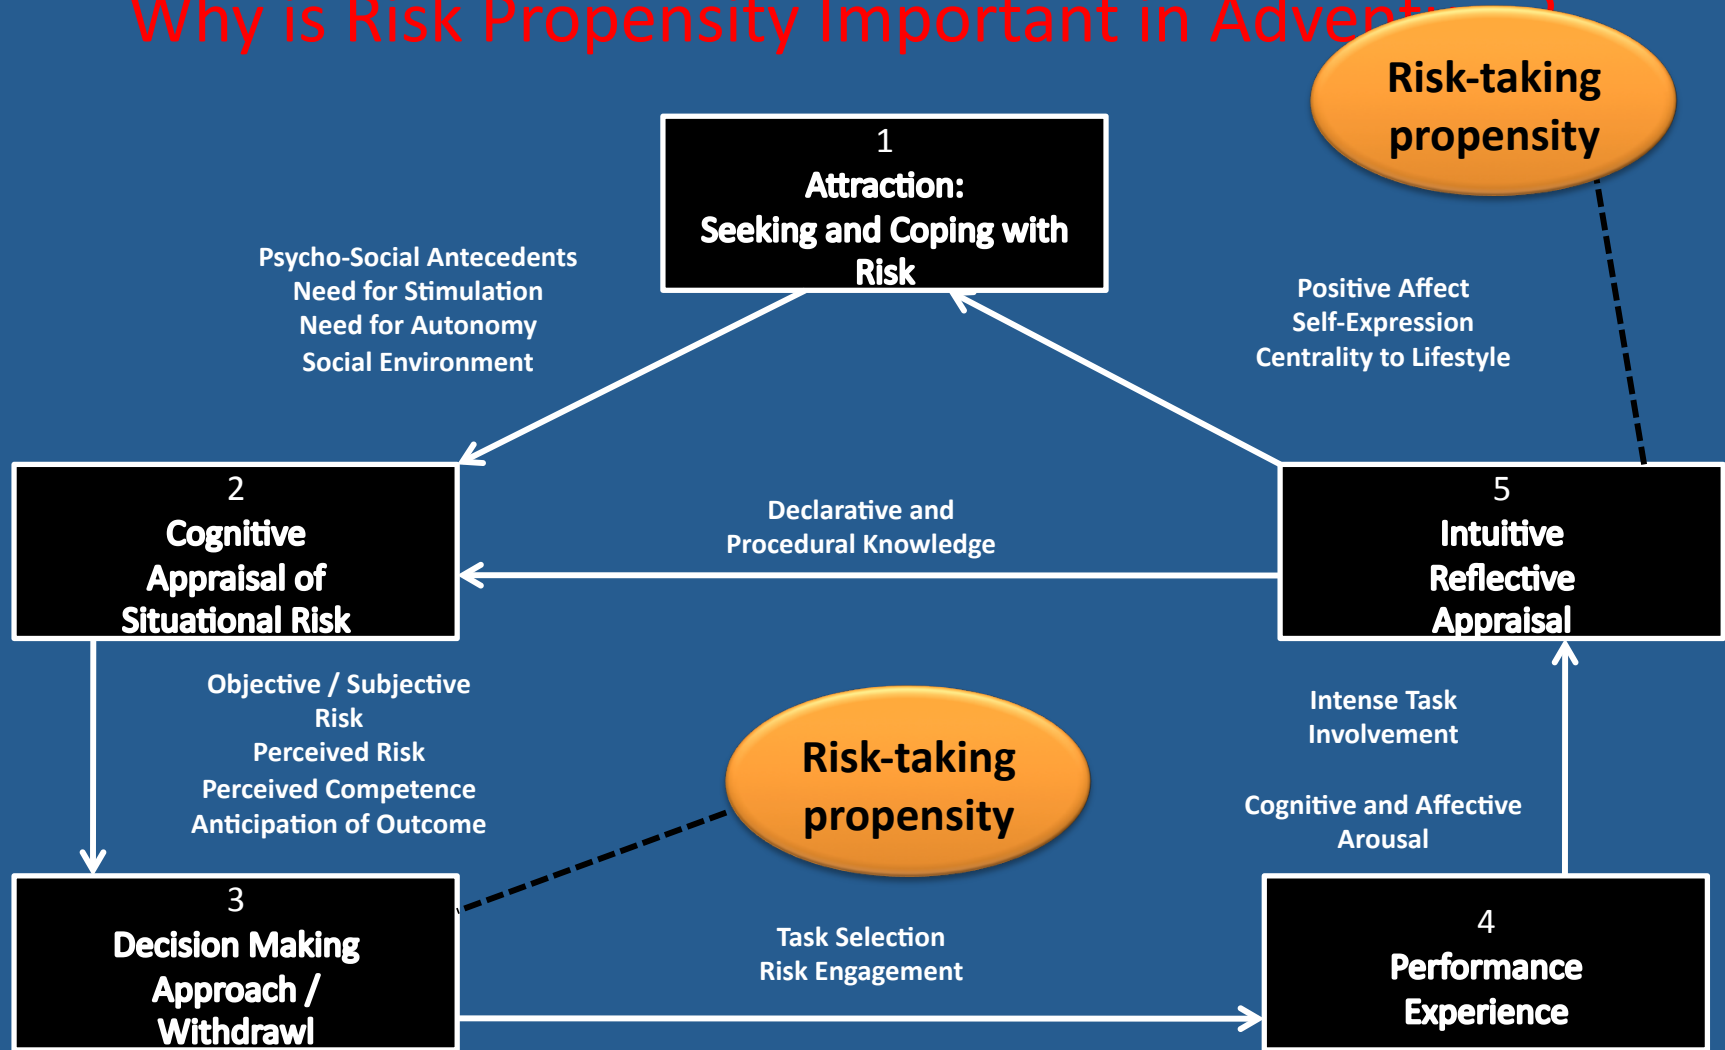 Why is Risk Propensity Important in
Risk-taking
propensity
1
Attraction:
Seeking and Coping with
Risk
Psycho-Social Antecedents
Need for Stimulation
Need for Autonomy
Social Environment
Positive Affect
Self-Expression
Centrality to Lifestyle
2
Cognitive
Appraisal of
Situational Risk
Declarative and
Procedural Knowledge
5
Intuitive
Reflective
Appraisal
Objective / Subjective
Risk
Perceived Risk
Perceived Competence
Anticipation of Outcome
Risk-taking
propensity
Intense Task
Involvement
Cognitive and Affective
Arousal
3
Decision Making
Approach /
Withdrawl
Task Selection
Risk Engagement
4
Performance
Experience